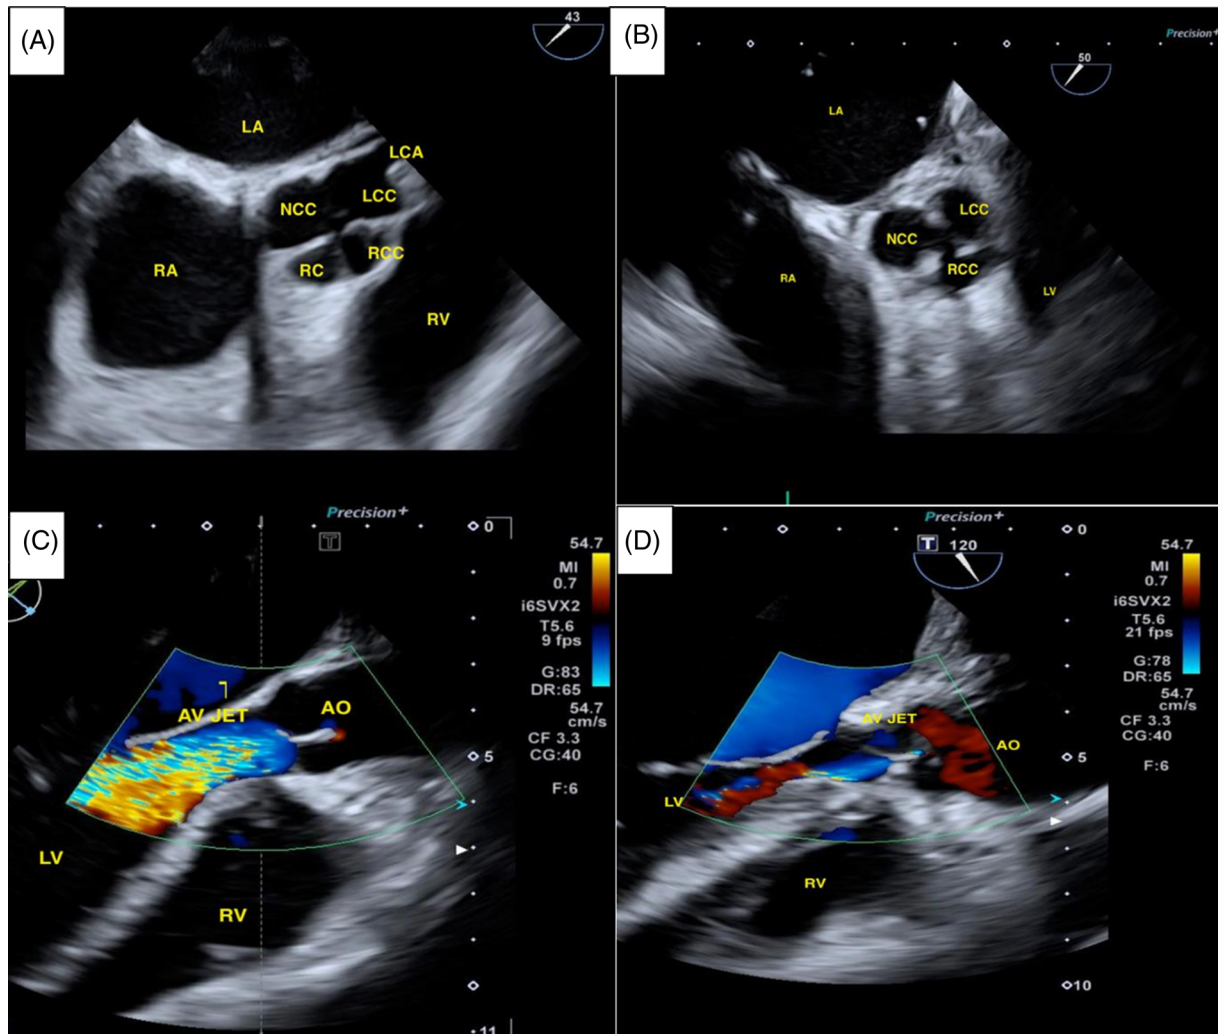 (A)
43
LA
LCA
LCC
NCC
RCC
RC
RA
RV
(B)
Precision+
50
LA
LCC
NCC
RCC
RA
LV
(C)
Precision+
T
0
54.7
MI
0.7
i6SVX2
T5.6
9 fps
G:83
DR:65
54.7
cm/s
CF 3.3
CG:40
F:6
AV JET
AO
5
LV
RV
11
(D)
Precision+
T 120
0
54.7
MI
0.7
i6SVX2
T5.6
21 fps
G:78
DR:65
54.7
cm/s
CF 3.3
CG:40
F:6
AV JET
AO
5
LV
RV
10